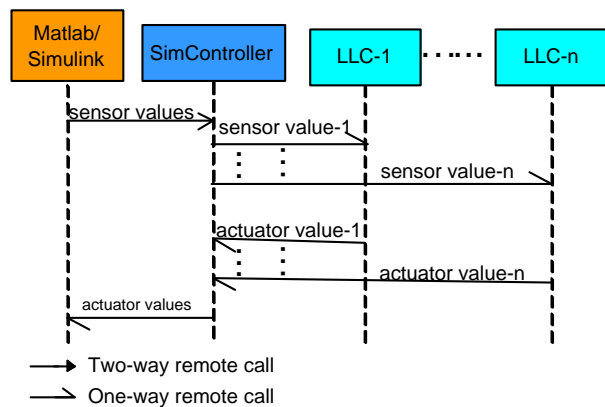 Matlab/
Simulink
SimController
LLC-1
LLC-n
sensor values
sensor value-1
sensor value-n
actuator value-1
actuator value-n
actuator values
Two-way remote call
One-way remote call